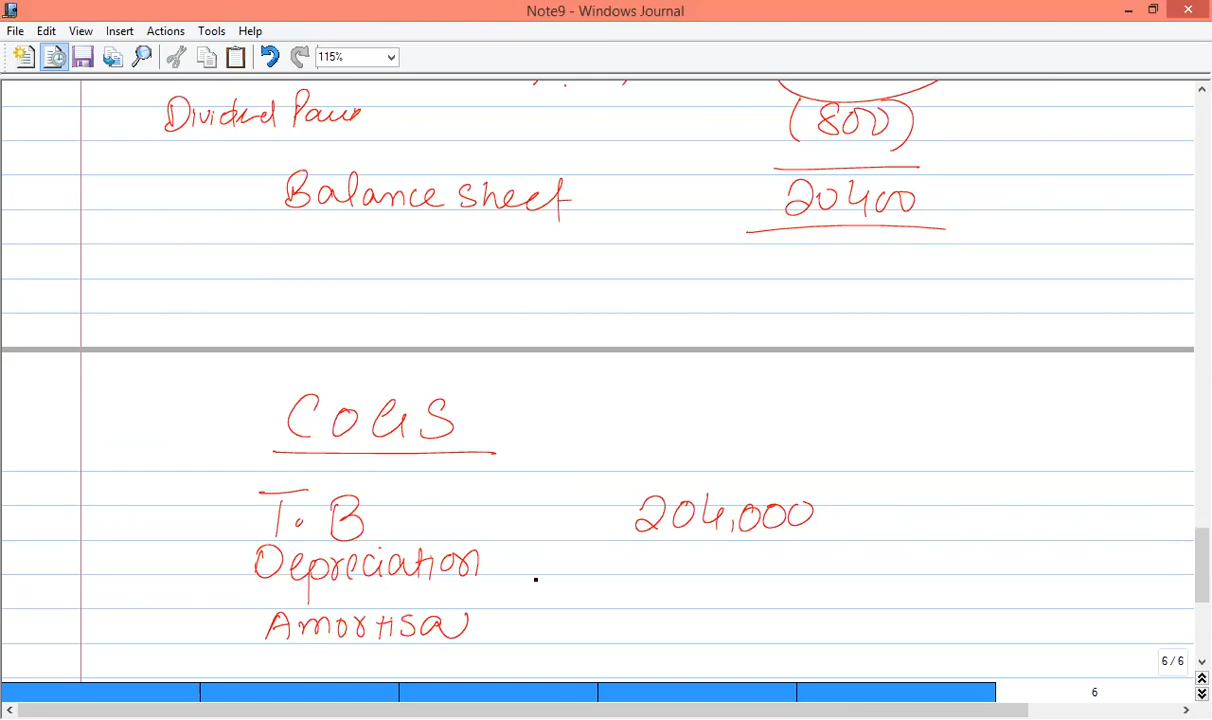 Note9 - Windows Journal
File Edit View Insert Actions Tools Help
115%
Dividend
(800)
Balance sheet 20400
COGS
T. B 204,000
Depreciation
Amortisa
6 / 6
6